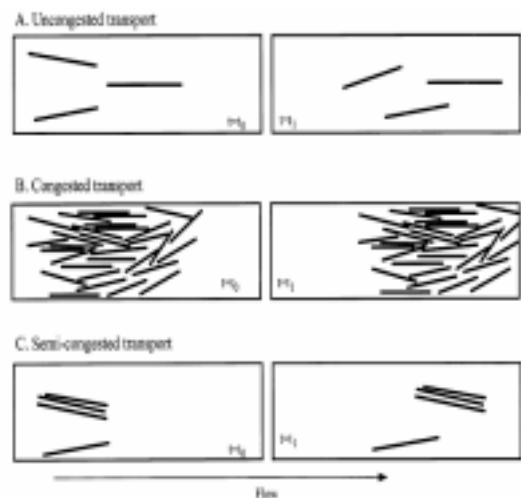 A. Uncongested transport
t=t₀ t=t₁
B. Congested transport
t=t₀ t=t₁
C. Semi-congested transport
t=t₀ t=t₁
Flow